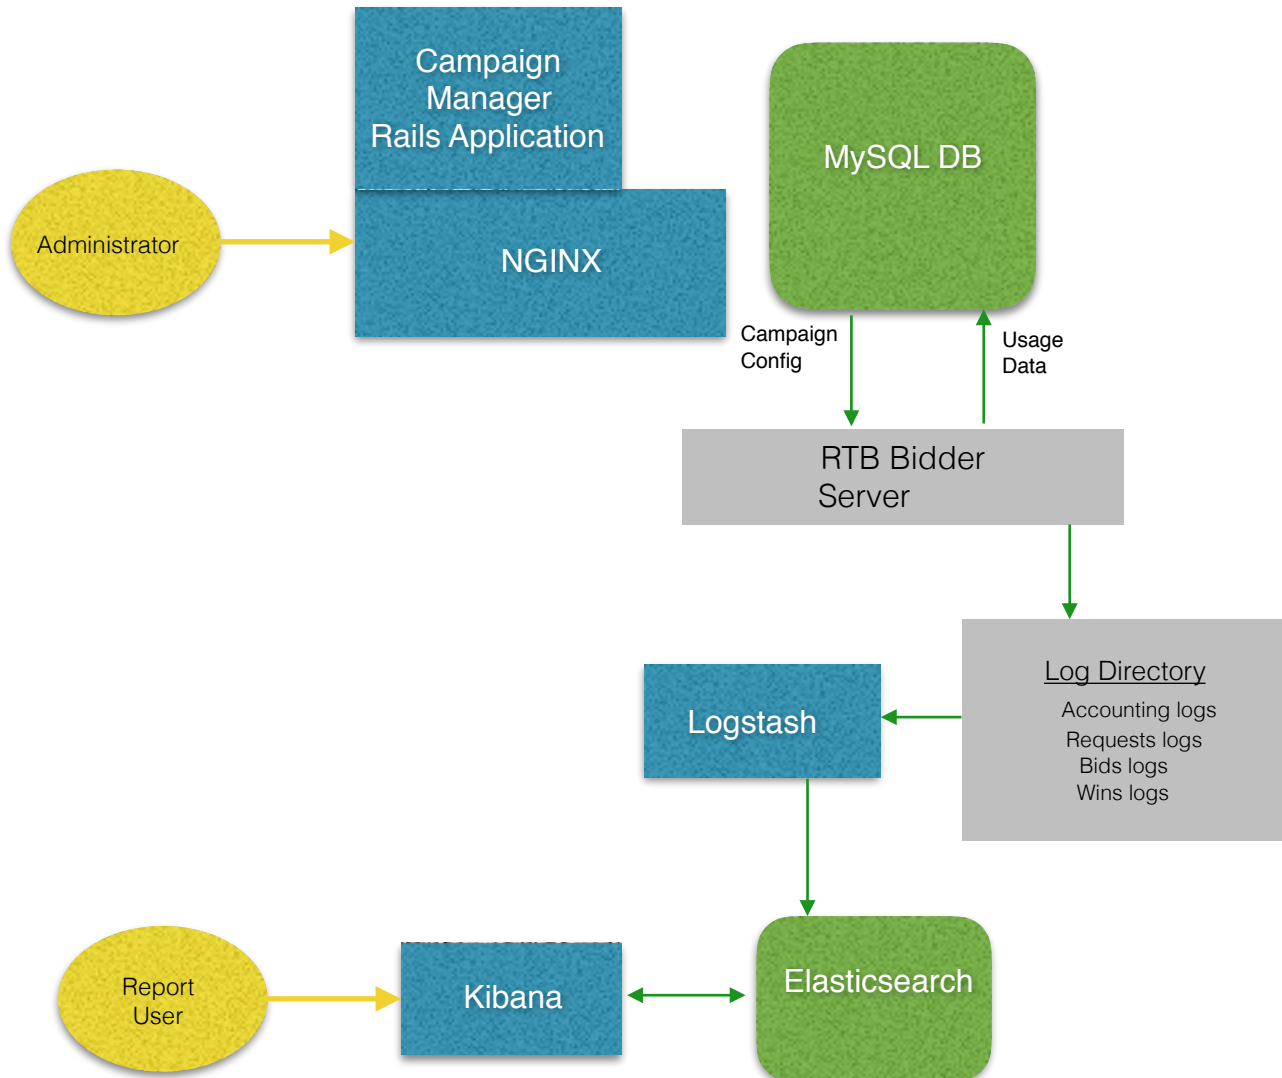 Campaign
Manager
Rails Application
MySQL DB
Administrator
NGINX
Campaign
Config
Usage
Data
RTB Bidder
Server
Log Directory
Accounting logs
Requests logs
Bids logs
Wins logs
Logstash
Report
User
Kibana
Elasticsearch